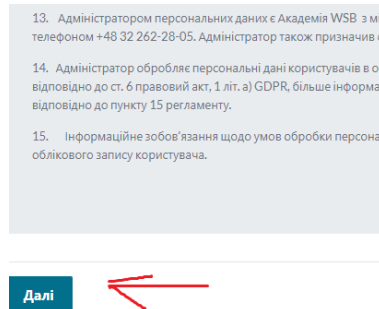 13. Адміністратором персональних даних є Академія WSB з
телефоном +48 32 262-28-05. Адміністратор також призначив
14. Адміністратор обробляє персональні дані користувачів в
відповідно до ст. 6 правовий акт, 1 літ. а) GDPR, більше
відповідно до пункту 15 регламенту.
15. Інформаційне зобов'язання щодо умов обробки
облікового запису користувача.
Далі